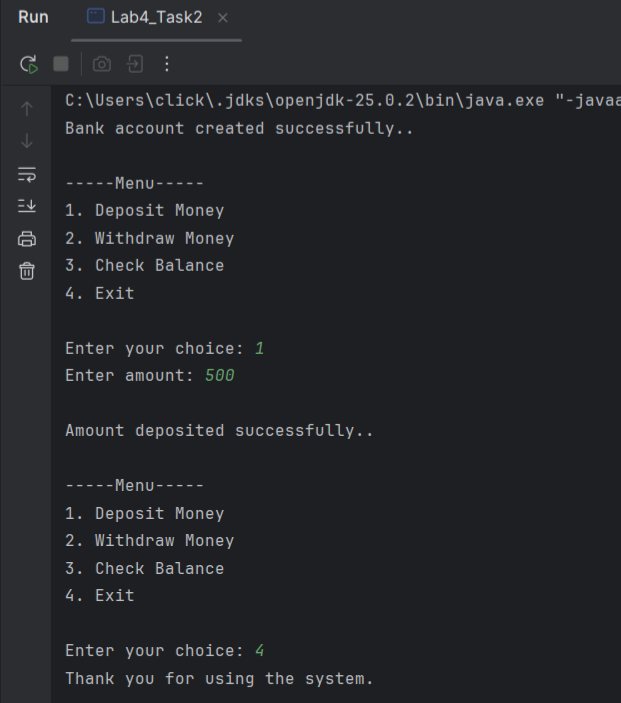 Run Lab4_Task2
C:\Users\click\.jdks\openjdk-25.0.2\bin\java.exe "-javaa
Bank account created successfully..
-----Menu-----
1. Deposit Money
2. Withdraw Money
3. Check Balance
4. Exit
Enter your choice: 1
Enter amount: 500
Amount deposited successfully..
-----Menu-----
1. Deposit Money
2. Withdraw Money
3. Check Balance
4. Exit
Enter your choice: 4
Thank you for using the system.